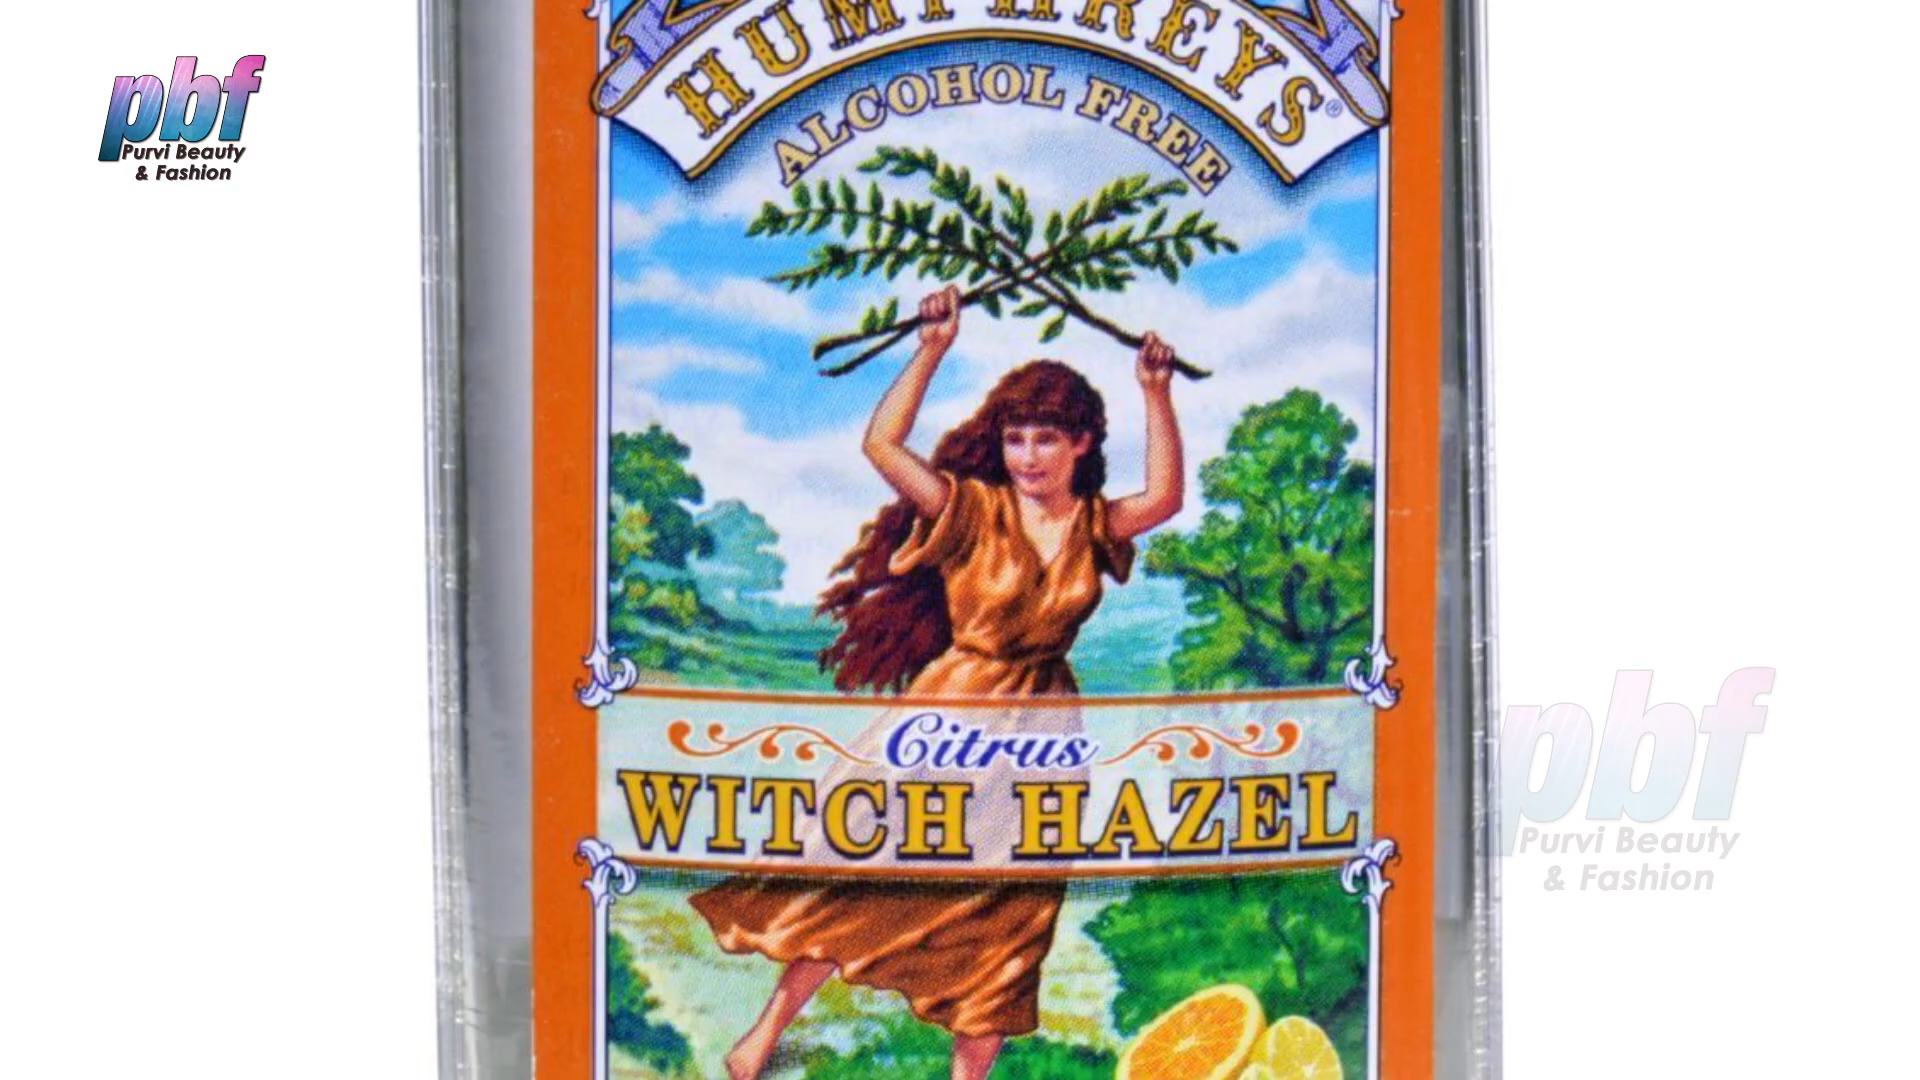 pbf
Purvi Beauty
& Fashion
HUMPHREYS®
ALCOHOL FREE
Citrus
WITCH HAZEL
pbf
Purvi Beauty
& Fashion